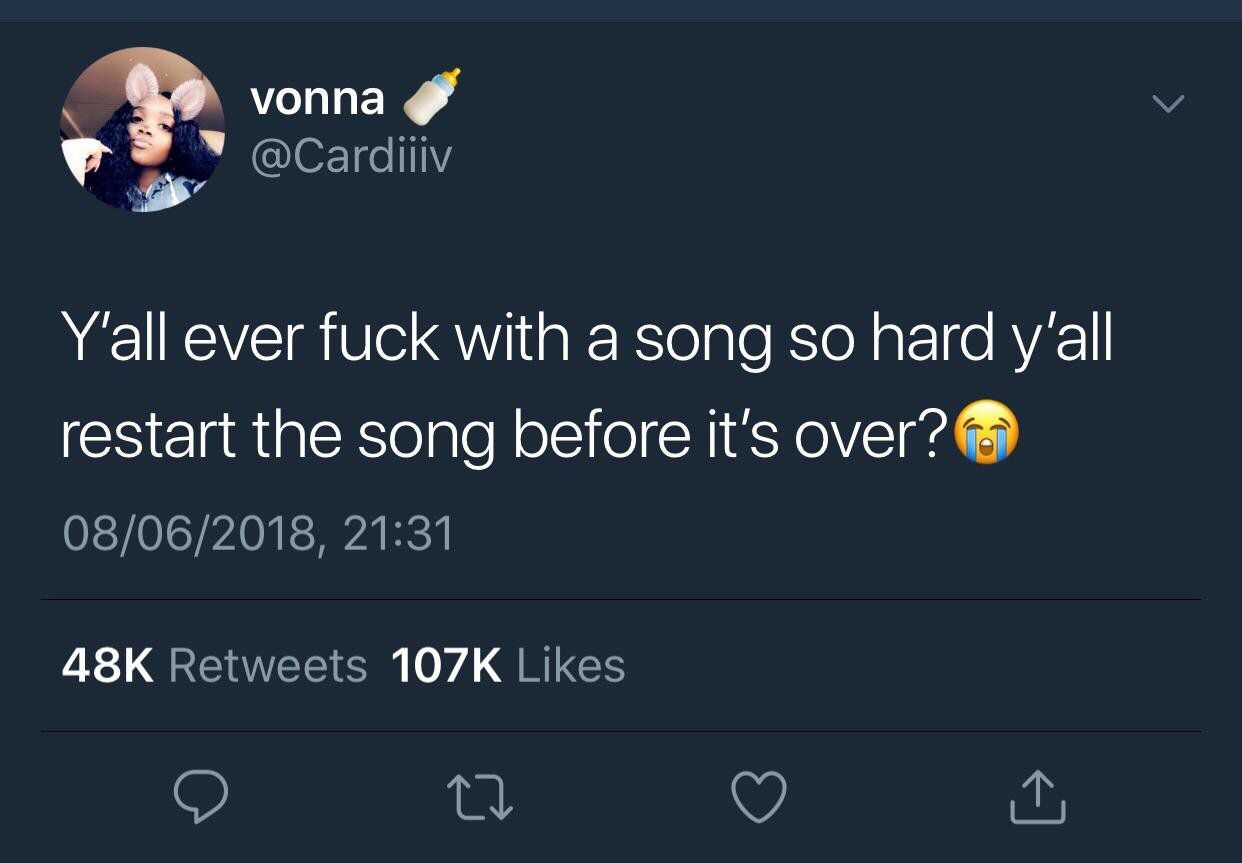 vonna 🍼
@Cardiiiv
Y’all ever fuck with a song so hard y’all
restart the song before it’s over?😭
08/06/2018, 21:31
48K Retweets 107K Likes